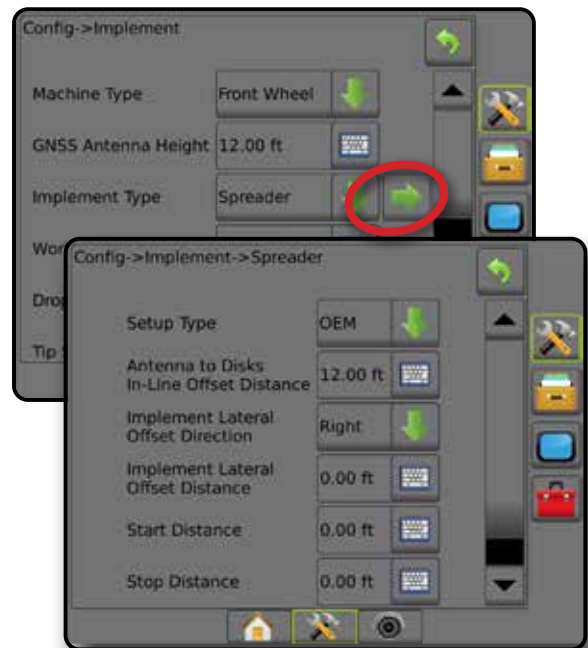 Config->Implement
Machine Type Front Wheel
GNSS Antenna Height 12.00 ft
Implement Type Spreader
Config->Implement->Spreader
Setup Type OEM
Antenna to Disks
In-Line Offset Distance 12.00 ft
Implement Lateral
Offset Direction Right
Implement Lateral
Offset Distance 0.00 ft
Start Distance 0.00 ft
Stop Distance 0.00 ft